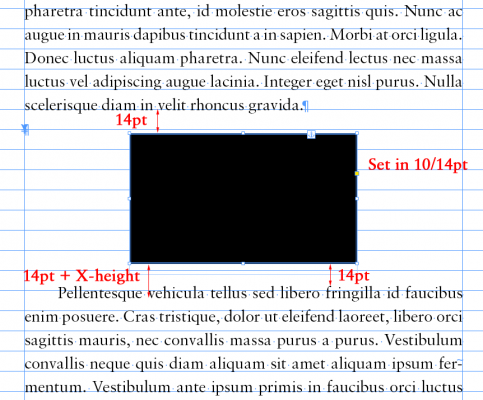 pharetra tincidunt ante, id molestie eros sagittis quis. Nunc ac
augue in mauris dapibus tincidunt a in sapien. Morbi at orci ligula.
Donec luctus aliquam pharetra. Nunc eleifend lectus nec massa
luctus vel adipiscing augue lacinia. Integer eget nisl purus. Nulla
scelerisque diam in velit rhoncus gravida.¶
14pt
¶
Set in 10/14pt
14pt + X-height
14pt
Pellentesque vehicula tellus sed libero fringilla id faucibus
enim posuere. Cras tristique, dolor ut eleifend laoreet, libero orci
sagittis mauris, nec convallis massa purus a purus. Vestibulum
convallis neque quis diam aliquam sit amet aliquam ipsum fer-
mentum. Vestibulum ante ipsum primis in faucibus orci luctus